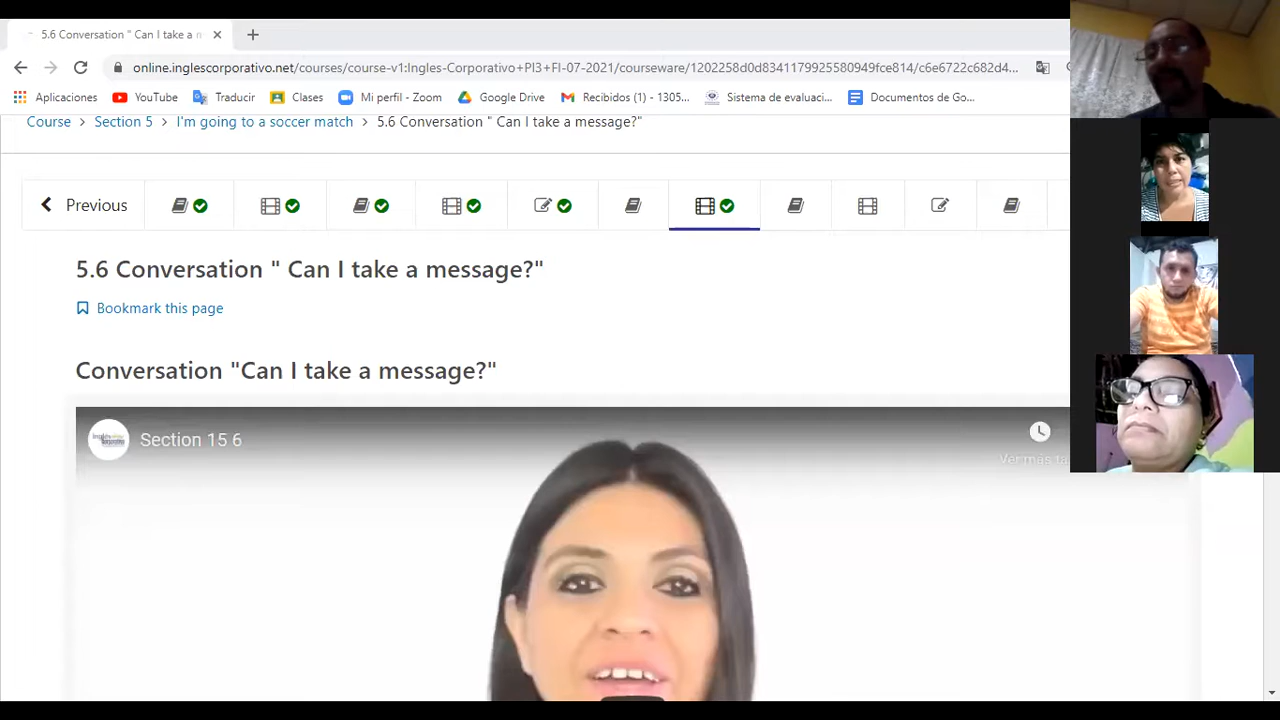 5.6 Conversation " Can I take a m
online.inglescorporativo.net/courses/course-v1:Ingles-Corporativo+PI3+FI-07-2021/courseware/1202258d0d8341179925580949fce814/c6e6722c682d4...
Aplicaciones YouTube Traducir Clases Mi perfil - Zoom Google Drive Recibidos (1) - 1305... Sistema de evaluaci... Documentos de Go...
Course > Section 5 > I'm going to a soccer match > 5.6 Conversation " Can I take a message?"
Previous
5.6 Conversation " Can I take a message?"
Bookmark this page
Conversation "Can I take a message?"
Section 15 6
Ver más ta